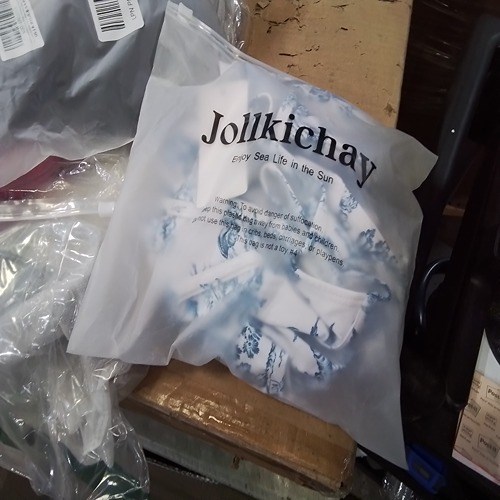 Jollkichay
Enjoy Sea Life in the Sun
Warning: To avoid danger of suffocation,
keep this plastic bag away from babies and children.
not use this bag in cribs, beds, carriages, or playpens.
This bag is not a toy.